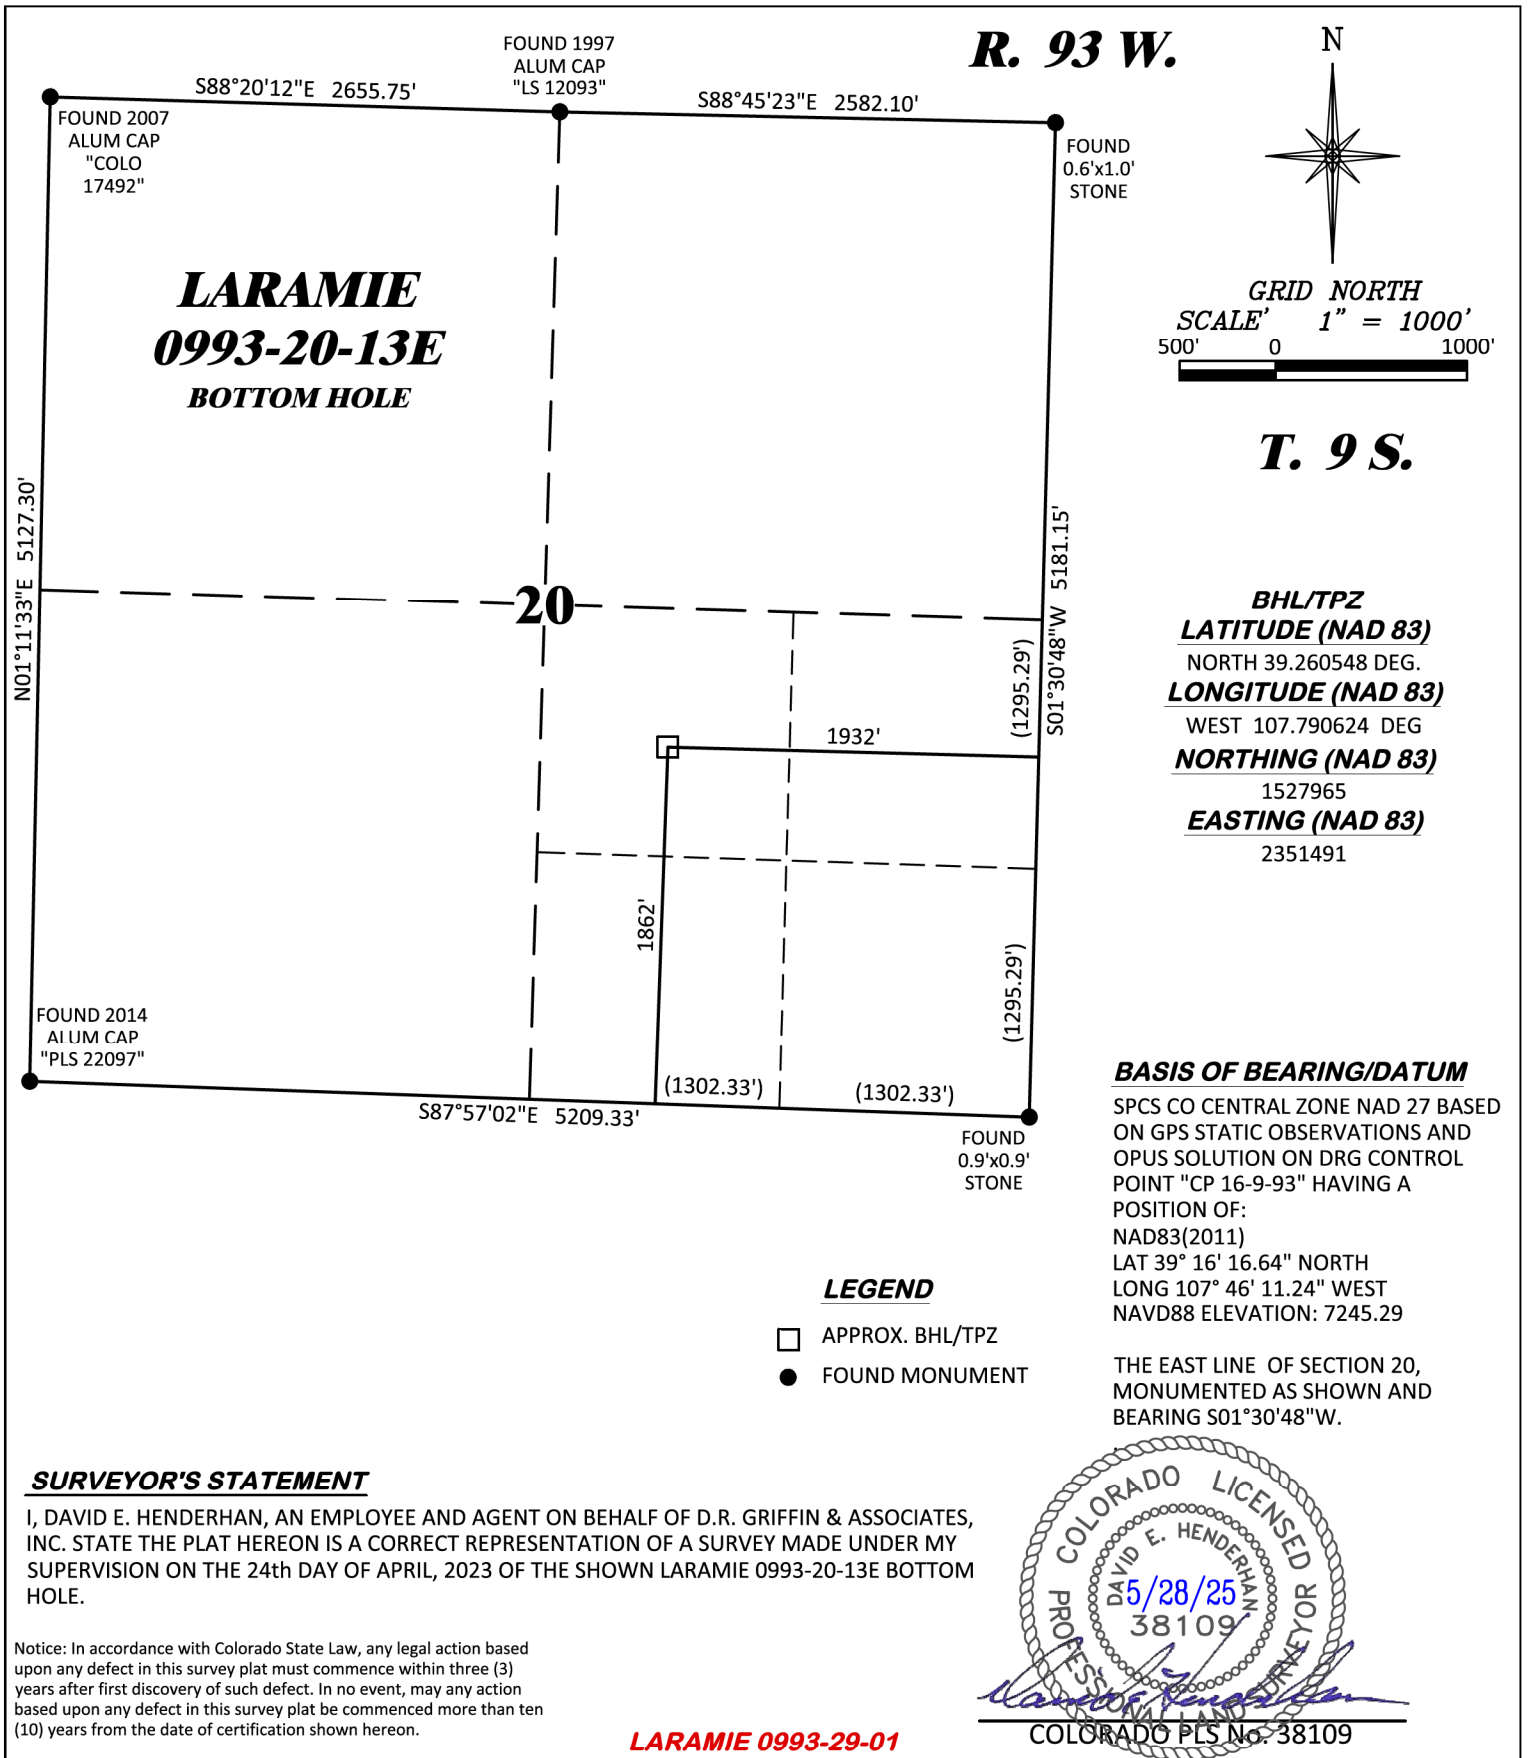 R. 93 W.
FOUND 1997
ALUM CAP
"LS 12093"
S88°20'12"E 2655.75'
S88°45'23"E 2582.10'
N
FOUND 2007
ALUM CAP
"COLO
17492"
FOUND
0.6'x1.0'
STONE
LARAMIE
0993-20-13E
BOTTOM HOLE
GRID NORTH
SCALE' 1" = 1000'
500' 0 1000'
T. 9 S.
N01°11'33"E 5127.30'
S01°30'48"W 5181.15'
20
(1295.29')
1932'
1862'
(1295.29')
BHL/TPZ
LATITUDE (NAD 83)
NORTH 39.260548 DEG.
LONGITUDE (NAD 83)
WEST 107.790624 DEG
NORTHING (NAD 83)
1527965
EASTING (NAD 83)
2351491
FOUND 2014
ALUM CAP
"PLS 22097"
(1302.33')
(1302.33')
S87°57'02"E 5209.33'
FOUND
0.9'x0.9'
STONE
BASIS OF BEARING/DATUM
SPCS CO CENTRAL ZONE NAD 27 BASED
ON GPS STATIC OBSERVATIONS AND
OPUS SOLUTION ON DRG CONTROL
POINT "CP 16-9-93" HAVING A
POSITION OF:
NAD83(2011)
LAT 39° 16' 16.64" NORTH
LONG 107° 46' 11.24" WEST
NAVD88 ELEVATION: 7245.29
THE EAST LINE OF SECTION 20,
MONUMENTED AS SHOWN AND
BEARING S01°30'48"W.
.
LEGEND
APPROX. BHL/TPZ
FOUND MONUMENT
SURVEYOR'S STATEMENT
I, DAVID E. HENDERHAN, AN EMPLOYEE AND AGENT ON BEHALF OF D.R. GRIFFIN & ASSOCIATES,
INC. STATE THE PLAT HEREON IS A CORRECT REPRESENTATION OF A SURVEY MADE UNDER MY
SUPERVISION ON THE 24th DAY OF APRIL, 2023 OF THE SHOWN LARAMIE 0993-20-13E BOTTOM
HOLE.
Notice: In accordance with Colorado State Law, any legal action based
upon any defect in this survey plat must commence within three (3)
years after first discovery of such defect. In no event, may any action
based upon any defect in this survey plat be commenced more than ten
(10) years from the date of certification shown hereon.
COLORADO LICENSED
PROFESSIONAL LAND SURVEYOR
DAVID E. HENDERHAN
5/28/25
38109
COLORADO PLS No. 38109
LARAMIE 0993-29-01